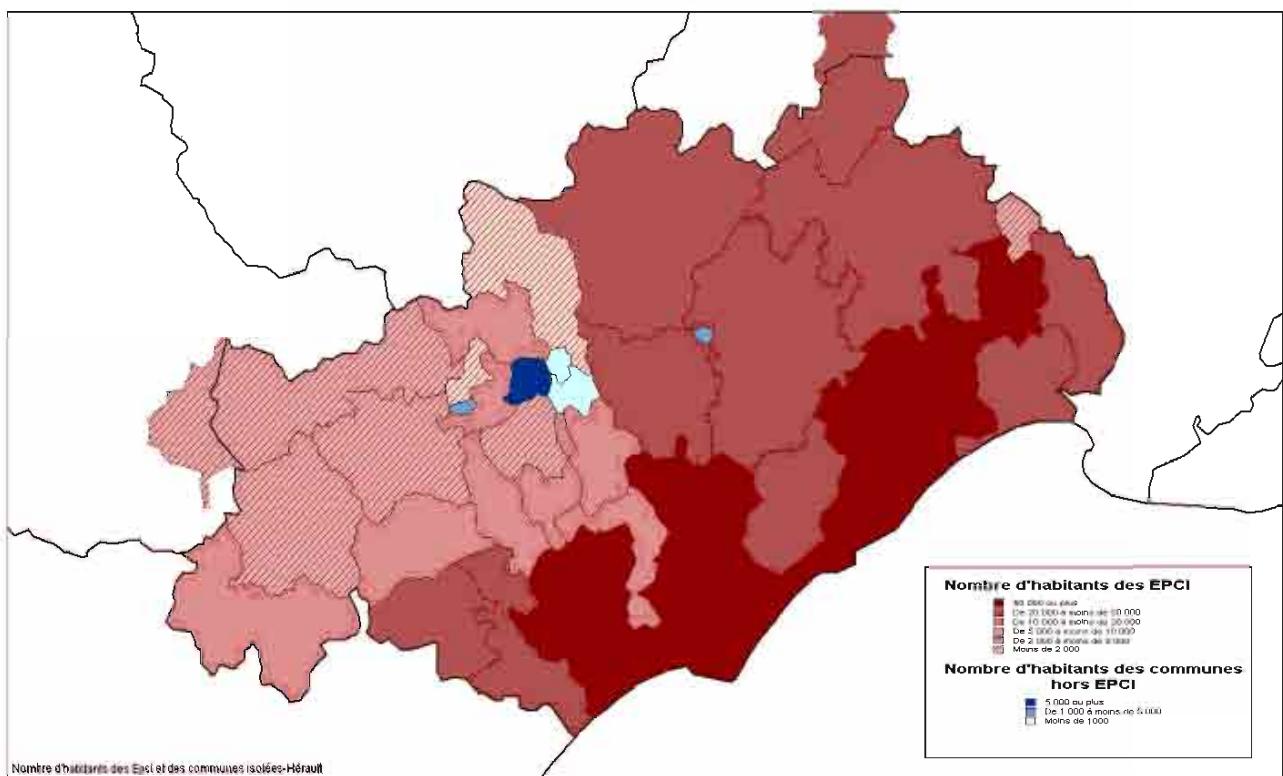 Nombre d'habitants des EPCI
50 000 ou plus
De 20 000 à moins de 50 000
De 10 000 à moins de 20 000
De 5 000 à moins de 10 000
De 2 000 à moins de 5 000
Moins de 2 000
Nombre d'habitants des communes
hors EPCI
5 000 ou plus
De 1 000 à moins de 5 000
Moins de 1000
Nombre d'habitants des Epci et des communes isolées-Hérault